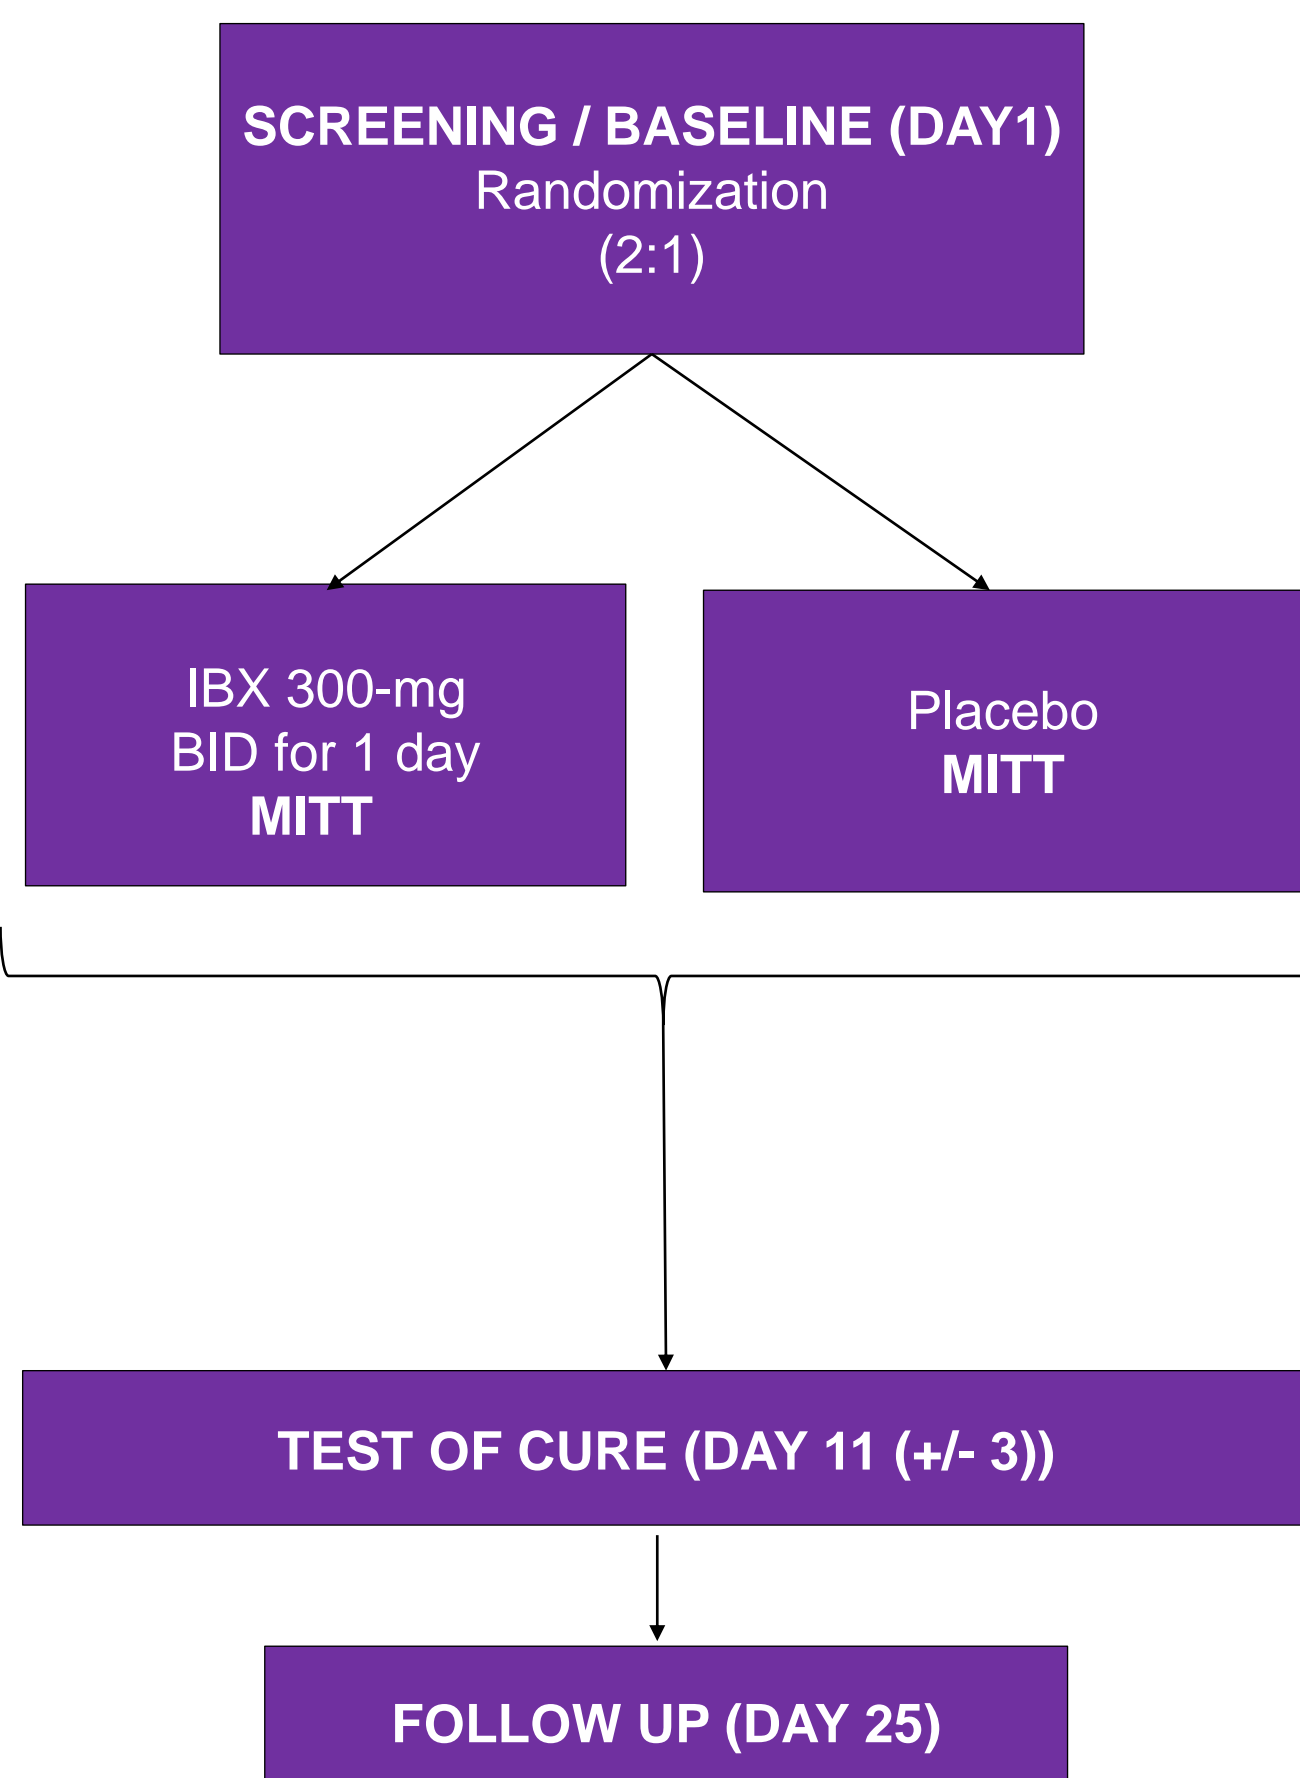 SCREENING / BASELINE (DAY1)
Randomization
(2:1)
IBX 300-mg
BID for 1 day
MITT
Placebo
MITT
TEST OF CURE (DAY 11 (+/- 3))
FOLLOW UP (DAY 25)